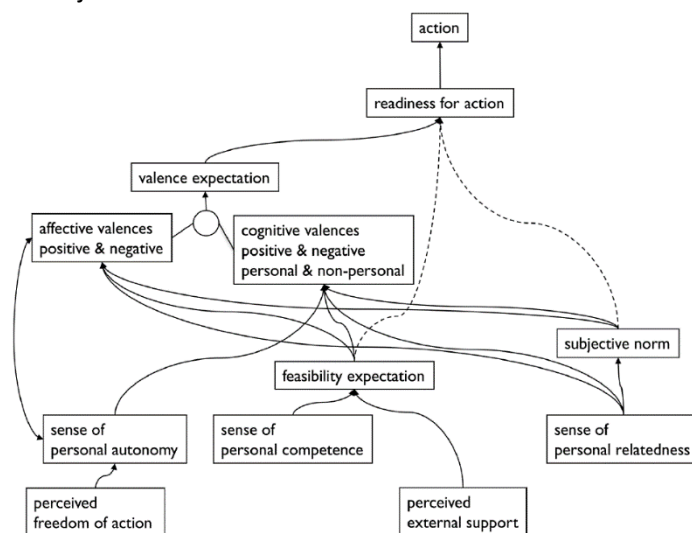 action
readiness for action
valence expectation
affective valences
positive & negative
cognitive valences
positive & negative
personal & non-personal
subjective norm
feasibility expectation
sense of
personal autonomy
sense of
personal competence
sense of
personal relatedness
perceived
freedom of action
perceived
external support